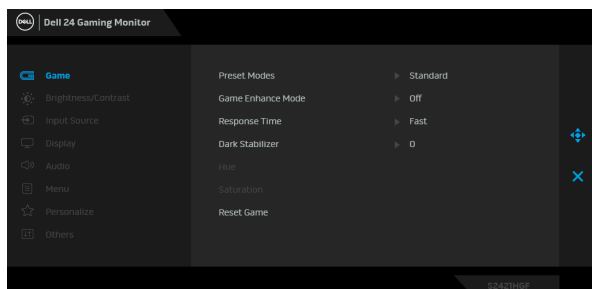 DELL Dell 24 Gaming Monitor
Game
Preset Modes Standard
Brightness/Contrast
Game Enhance Mode Off
Input Source
Response Time Fast
Display
Dark Stabilizer 0
Audio
Hue
Menu
Saturation
Personalize
Reset Game
Others
S2421HGF